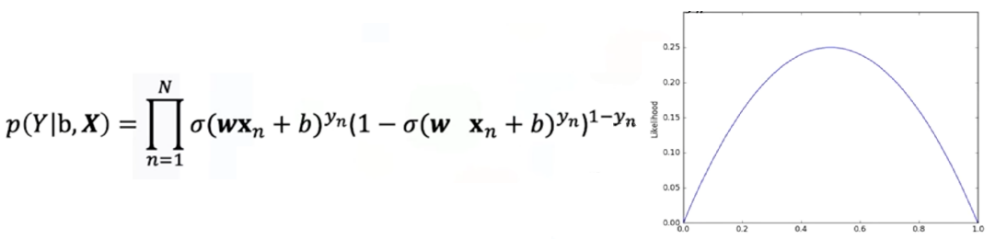 p(Y|b, X) = ∏_{n=1}^{N} σ(wx_n + b)^{y_n}(1 − σ(w x_n + b)^{y_n})^{1−y_n}
Likelihood
0.25
0.20
0.15
0.10
0.05
0.00
0.0 0.2 0.4 0.6 0.8 1.0